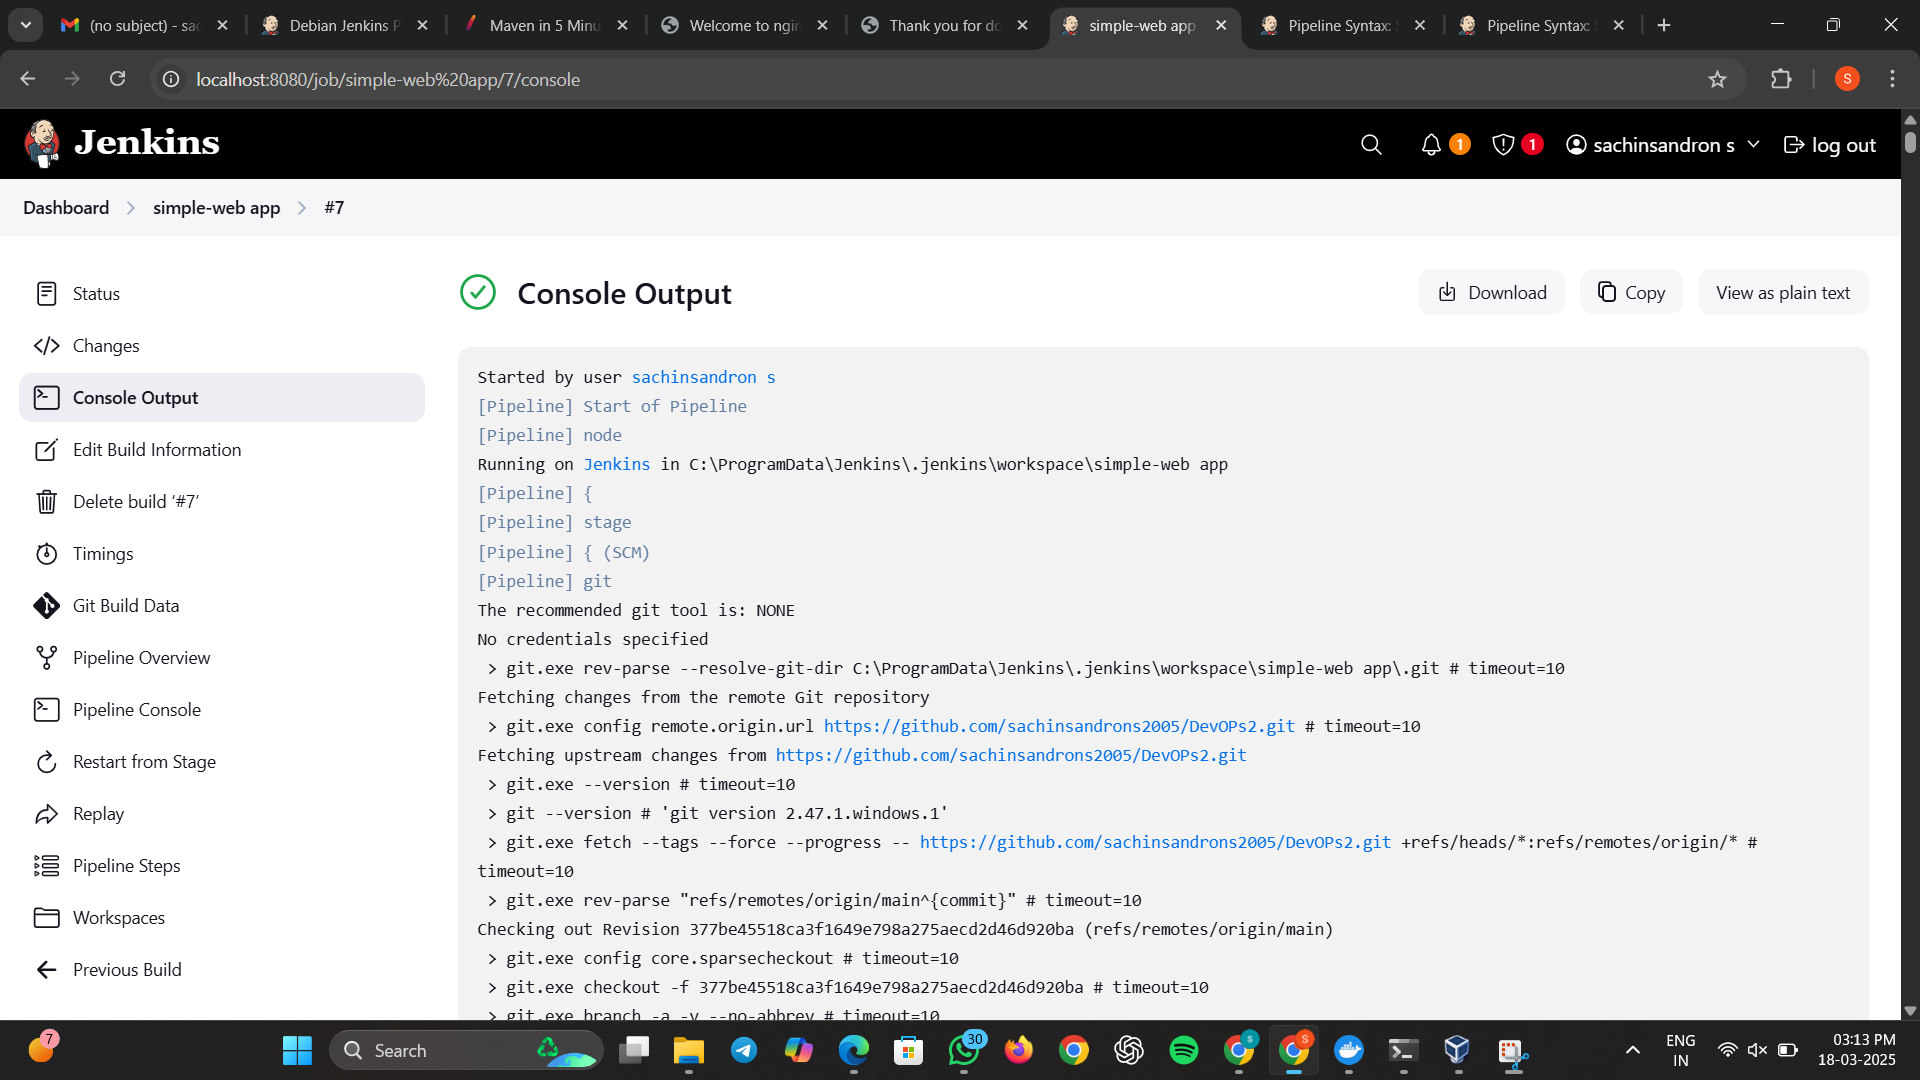 (no subject) - sac
Debian Jenkins P
Maven in 5 Minu
Welcome to ngin
Thank you for do
simple-web app
Pipeline Syntax: S
Pipeline Syntax: S
localhost:8080/job/simple-web%20app/7/console
S
Jenkins
1
1
sachinsandron s
log out
Dashboard
simple-web app
#7
Status
Changes
Console Output
Edit Build Information
Delete build ‘#7’
Timings
Git Build Data
Pipeline Overview
Pipeline Console
Restart from Stage
Replay
Pipeline Steps
Workspaces
Previous Build
Console Output
Download
Copy
View as plain text
Started by user sachinsandron s
[Pipeline] Start of Pipeline
[Pipeline] node
Running on Jenkins in C:\ProgramData\Jenkins\.jenkins\workspace\simple-web app
[Pipeline] {
[Pipeline] stage
[Pipeline] { (SCM)
[Pipeline] git
The recommended git tool is: NONE
No credentials specified
> git.exe rev-parse --resolve-git-dir C:\ProgramData\Jenkins\.jenkins\workspace\simple-web app\.git # timeout=10
Fetching changes from the remote Git repository
> git.exe config remote.origin.url https://github.com/sachinsandrons2005/DevOPs2.git # timeout=10
Fetching upstream changes from https://github.com/sachinsandrons2005/DevOPs2.git
> git.exe --version # timeout=10
> git --version # 'git version 2.47.1.windows.1'
> git.exe fetch --tags --force --progress -- https://github.com/sachinsandrons2005/DevOPs2.git +refs/heads/*:refs/remotes/origin/* #
timeout=10
> git.exe rev-parse "refs/remotes/origin/main^{commit}" # timeout=10
Checking out Revision 377be45518ca3f1649e798a275aecd2d46d920ba (refs/remotes/origin/main)
> git.exe config core.sparsecheckout # timeout=10
> git.exe checkout -f 377be45518ca3f1649e798a275aecd2d46d920ba # timeout=10
> git.exe branch -a -v --no-abbrev # timeout=10
7
Search
30
S
S
ENG
IN
03:13 PM
18-03-2025